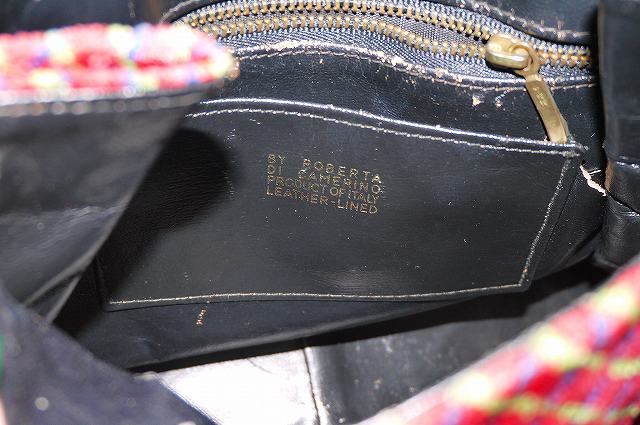 BY ROBERTA
DI CAMERINO
PRODUCT OF ITALY
LEATHER-LINED